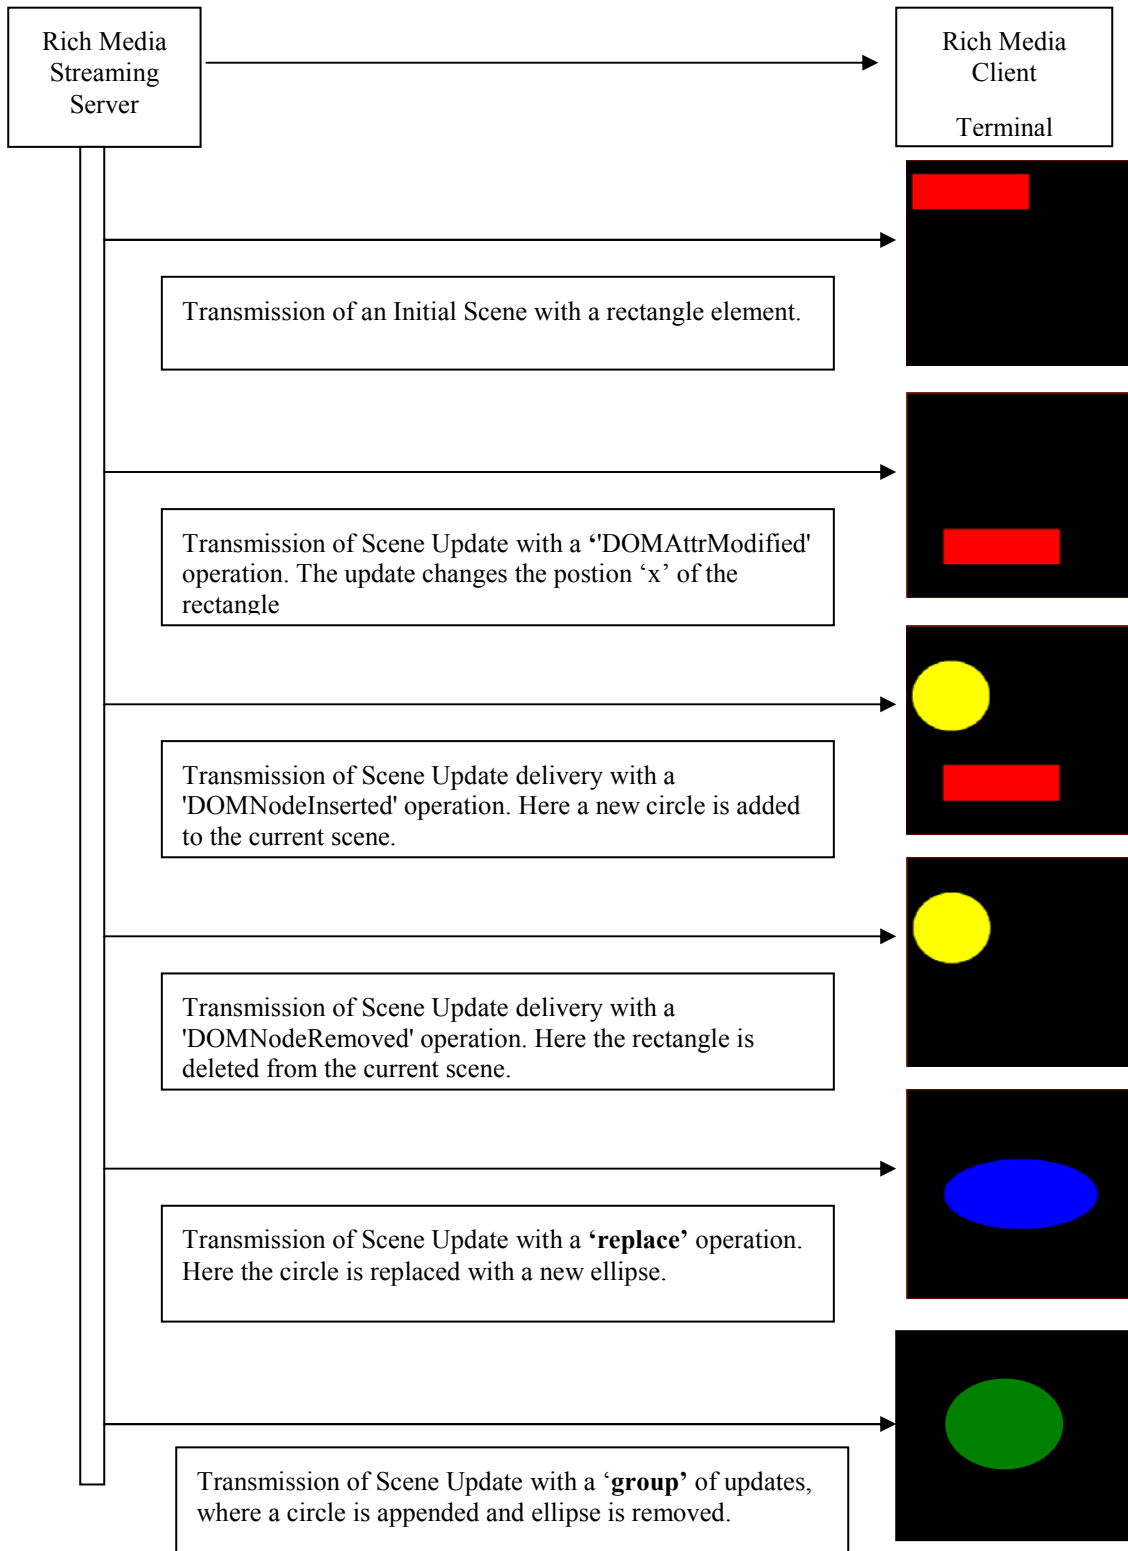 Rich Media
Streaming
Server
Rich Media
Client
Terminal
Transmission of an Initial Scene with a rectangle element.
Transmission of Scene Update with a ‘'DOMAttrModified'
operation. The update changes the postion ‘x’ of the
rectangle
Transmission of Scene Update delivery with a
'DOMNodeInserted' operation. Here a new circle is added
to the current scene.
Transmission of Scene Update delivery with a
'DOMNodeRemoved' operation. Here the rectangle is
deleted from the current scene.
Transmission of Scene Update with a ‘replace’ operation.
Here the circle is replaced with a new ellipse.
Transmission of Scene Update with a ‘group’ of updates,
where a circle is appended and ellipse is removed.